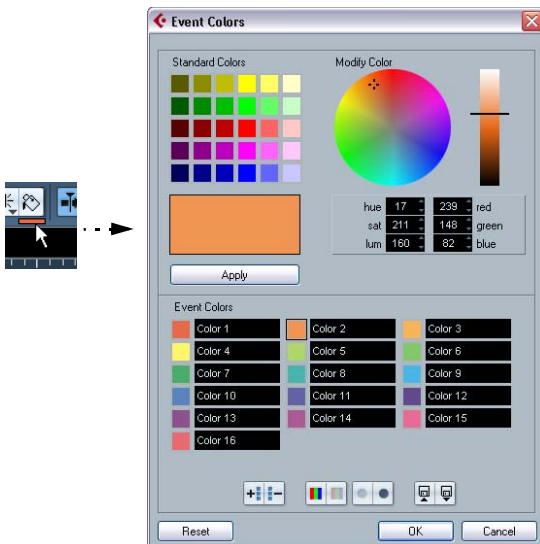 Event Colors
Standard Colors
Modify Color
hue 17 239 red
sat 211 148 green
lum 160 82 blue
Apply
Event Colors
Color 1 Color 2 Color 3
Color 4 Color 5 Color 6
Color 7 Color 8 Color 9
Color 10 Color 11 Color 12
Color 13 Color 14 Color 15
Color 16
Reset OK Cancel